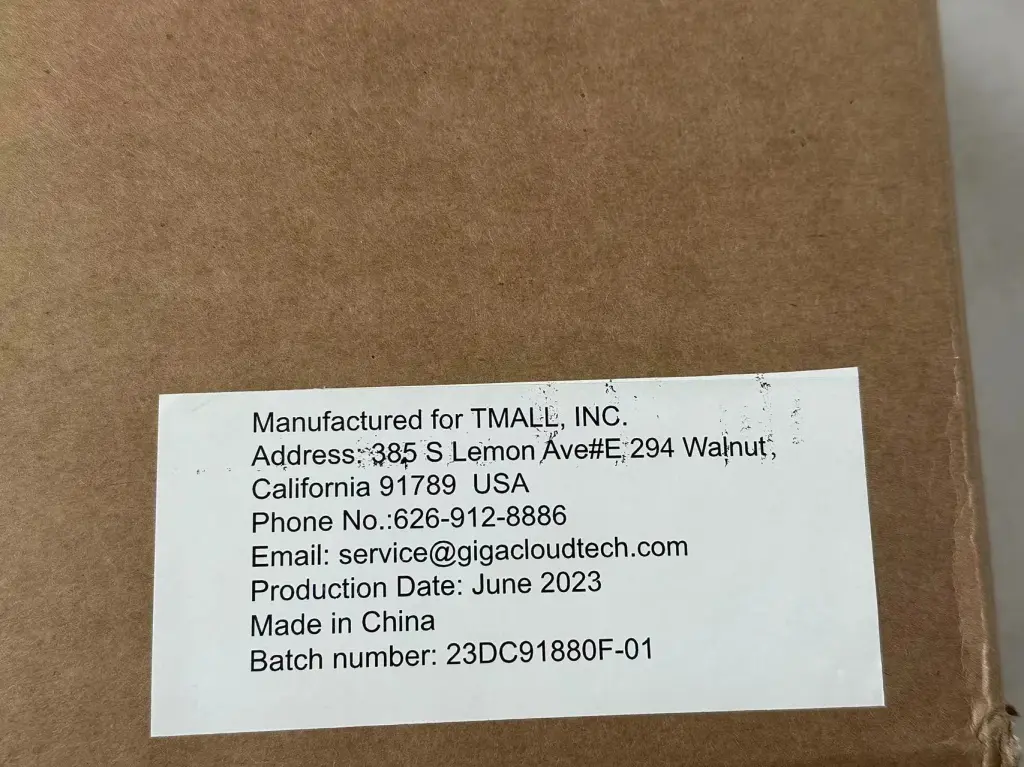 Manufactured for TMALL, INC.
Address: 385 S Lemon Ave#E 294 Walnut,
California 91789  USA
Phone No.:626-912-8886
Email: service@gigacloudtech.com
Production Date: June 2023
Made in China
Batch number: 23DC91880F-01